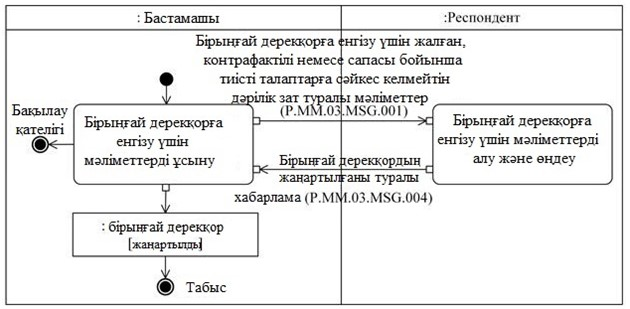 : Бастамашы
:Респондент
Бірыңғай дерекқорға енгізу үшін жалған,
контрафактілі немесе сапасы бойынша
тиісті талаптарға сәйкес келмейтін
дәрілік зат туралы мәліметтер
(P.MM.03.MSG.001)
Бақылау
қателігі
Бірыңғай дерекқорға
енгізу үшін
мәліметтерді ұсыну
Бірыңғай дерекқорға
енгізу үшін мәліметтерді
алу және өңдеу
Бірыңғай дерекқордың
жаңартылғаны туралы
хабарлама (P.MM.03.MSG.004)
: бірыңғай дерекқор
[жаңартылды]
Табыс